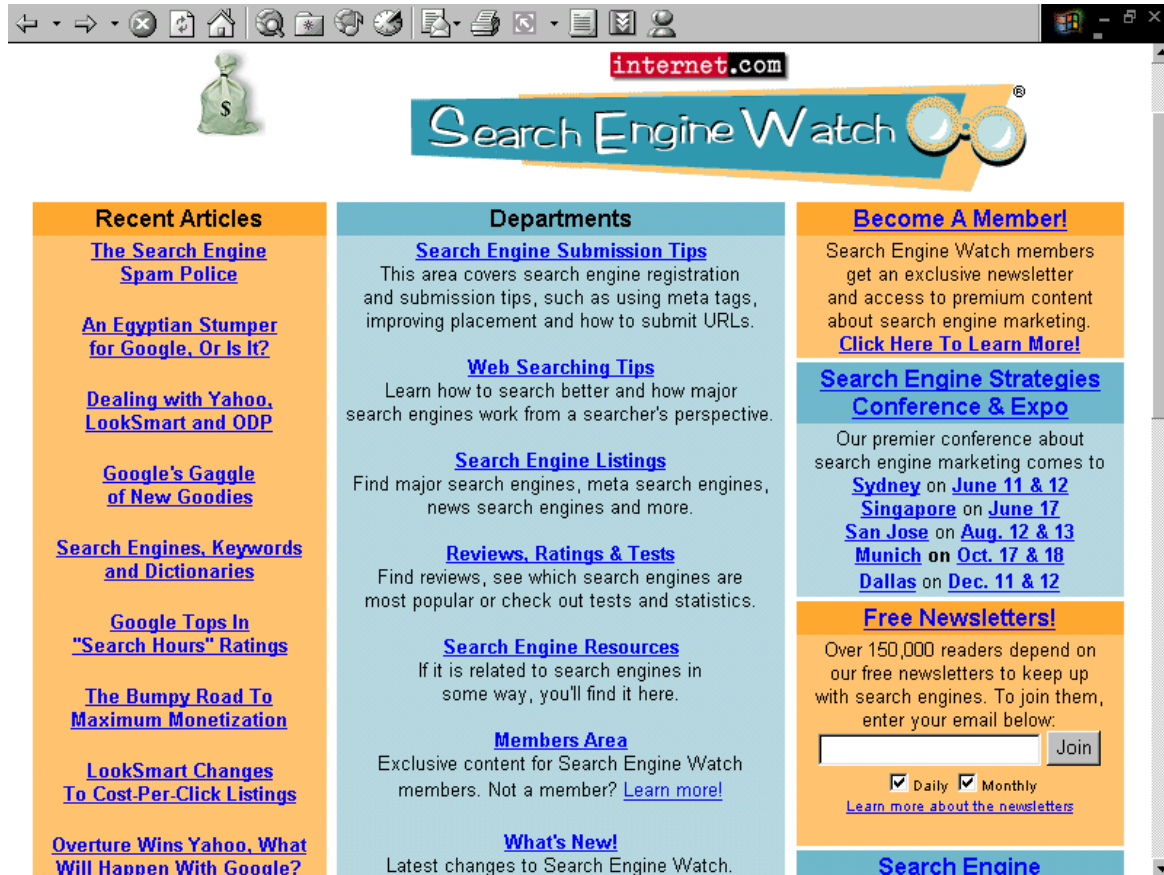 $
internet.com
Search Engine Watch ®
Recent Articles
The Search Engine
Spam Police
An Egyptian Stumper
for Google, Or Is It?
Dealing with Yahoo,
LookSmart and ODP
Google's Gaggle
of New Goodies
Search Engines, Keywords
and Dictionaries
Google Tops In
"Search Hours" Ratings
The Bumpy Road To
Maximum Monetization
LookSmart Changes
To Cost-Per-Click Listings
Overture Wins Yahoo, What
Will Happen With Google?
Departments
Search Engine Submission Tips
This area covers search engine registration
and submission tips, such as using meta tags,
improving placement and how to submit URLs.
Web Searching Tips
Learn how to search better and how major
search engines work from a searcher's perspective.
Search Engine Listings
Find major search engines, meta search engines,
news search engines and more.
Reviews, Ratings & Tests
Find reviews, see which search engines are
most popular or check out tests and statistics.
Search Engine Resources
If it is related to search engines in
some way, you'll find it here.
Members Area
Exclusive content for Search Engine Watch
members. Not a member? Learn more!
What's New!
Latest changes to Search Engine Watch.
Become A Member!
Search Engine Watch members
get an exclusive newsletter
and access to premium content
about search engine marketing.
Click Here To Learn More!
Search Engine Strategies
Conference & Expo
Our premier conference about
search engine marketing comes to
Sydney on June 11 & 12
Singapore on June 17
San Jose on Aug. 12 & 13
Munich on Oct. 17 & 18
Dallas on Dec. 11 & 12
Free Newsletters!
Over 150,000 readers depend on
our free newsletters to keep up
with search engines. To join them,
enter your email below:
Join
Daily Monthly
Learn more about the newsletters
Search Engine